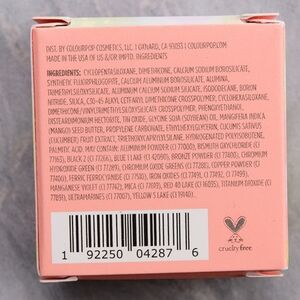 DIST. BY COLOURPOP COSMETICS, LLC, OXNARD, CA 93033 | COLOURPOP.COM
MADE IN THE USA OF US &/OR IMPTD. INGREDIENTS
INGREDIENTS: CYCLOPENTASILOXANE, DIMETHICONE, CALCIUM SODIUM BOROSILICATE,
SYNTHETIC FLUORPHLOGOPITE, CALCIUM ALUMINUM BOROSILICATE, ALUMINA,
TRIMETHYLSILOXYSILICATE, ALUMINUM CALCIUM SODIUM SILICATE, ISODODECANE, BORON
NITRIDE, SILICA, C30-45 ALKYL CETEARYL DIMETHICONE CROSSPOLYMER, CYCLOHEXASILOXANE,
DIMETHICONE/VINYLTRIMETHYLSILOXYSILICATE CROSSPOLYMER, PHENOXYETHANOL,
DISTEARDIMONIUM HECTORITE, TIN OXIDE, GLYCINE SOJA (SOYBEAN) OIL, MANGIFERA INDICA
(MANGO) SEED BUTTER, PROPYLENE CARBONATE, ETHYLHEXYLGLYCERIN, CUCUMIS SATIVUS
(CUCUMBER) FRUIT EXTRACT, TRIETHOXYCAPRYLYLSILANE, HYDROGENATED POLYISOBUTENE,
PALMITIC ACID. MAY CONTAIN: ALUMINUM POWDER (CI 77000), BISMUTH OXYCHLORIDE (CI
77163), BLACK 2 (CI 77266), BLUE 1 LAKE (CI 42090), BRONZE POWDER (CI 77400), CHROMIUM
HYDROXIDE GREEN (CI 77289), CHROMIUM OXIDE GREENS (CI 77288), COPPER POWDER (CI
77400), FERRIC FERROCYANIDE (CI 77510), IRON OXIDES (CI 77491, CI 77492, CI 77499),
MANGANESE VIOLET (CI 77742), MICA (CI 77019), RED 40 LAKE (CI 16035), TITANIUM DIOXIDE (CI
77891), ULTRAMARINES (CI 77007), YELLOW 5 LAKE (CI 19140)
1 92250 04287 6
cruelty free